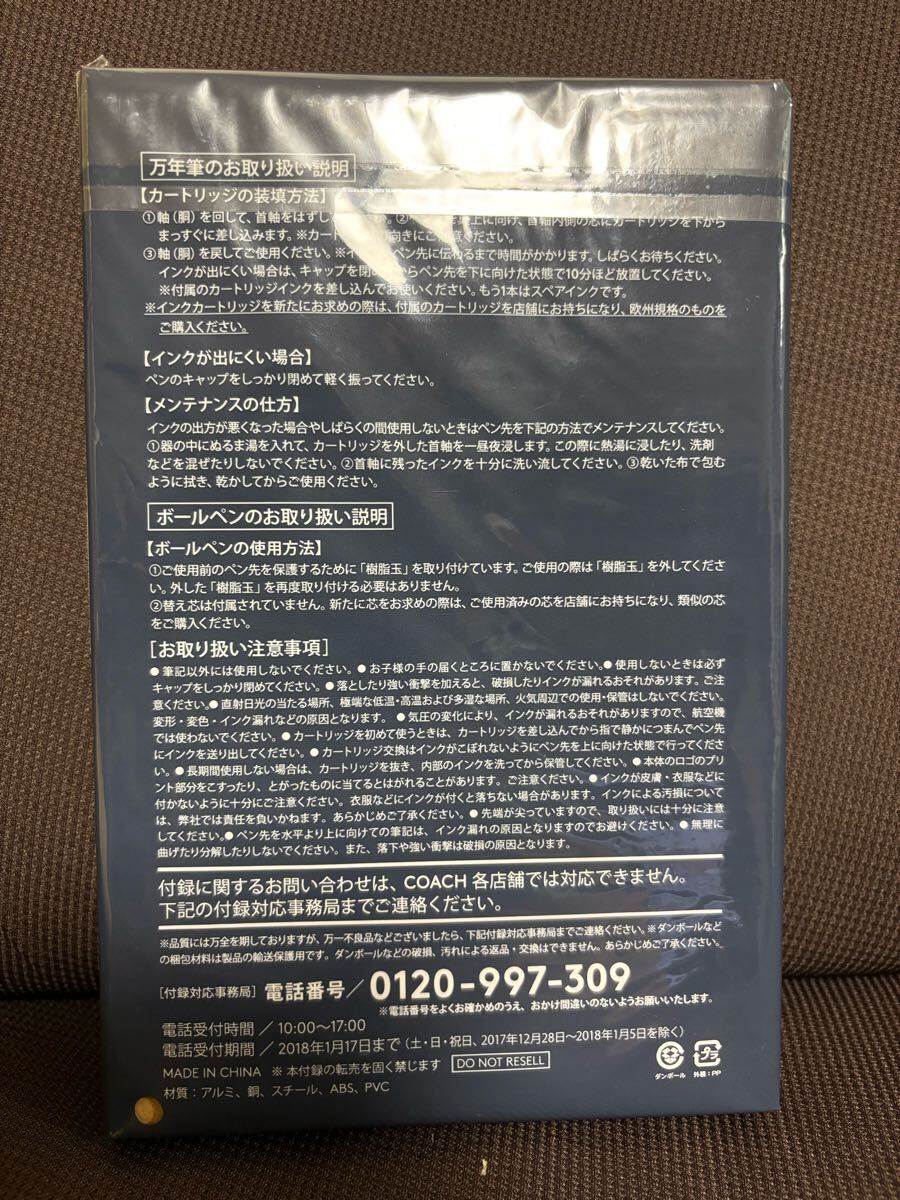 万年筆のお取り扱い説明
【カートリッジの装填方法】
①軸（胴）を回して、首軸をはずし 上に向け、首軸内側の芯にカートリッジを下から
まっすぐに差し込みます。※カー 向きにご ください。
③軸（胴）を戻してご使用ください。※ ペン先に伝わるまで時間がかかります。しばらくお待ちください。
インクが出にくい場合は、キャップを閉め からペン先を下に向けた状態で10分ほど放置してください。
※付属のカートリッジインクを差し込んでお使いください。もう1本はスペアインクです。
※インクカートリッジを新たにお求めの際は、付属のカートリッジを店舗にお持ちになり、欧州規格のものを
ご購入ください。
【インクが出にくい場合】
ペンのキャップをしっかり閉めて軽く振ってください。
【メンテナンスの仕方】
インクの出方が悪くなった場合やしばらくの間使用しないときはペン先を下記の方法でメンテナンスしてください。
①器の中にぬるま湯を入れて、カートリッジを外した首軸を一昼夜浸します。この際に熱湯に浸したり、洗剤
などを混ぜたりしないでください。②首軸に残ったインクを十分に洗い流してください。③乾いた布で包む
ように拭き、乾かしてからご使用ください。
ボールペンのお取り扱い説明
【ボールペンの使用方法】
①ご使用前のペン先を保護するために「樹脂玉」を取り付けています。ご使用の際は「樹脂玉」を外してくださ
い。外した「樹脂玉」を再度取り付ける必要はありません。
②替え芯は付属されていません。新たに芯をお求めの際は、ご使用済みの芯を店舗にお持ちになり、類似の芯
をご購入ください。
［お取り扱い注意事項］
●筆記以外には使用しないでください。●お子様の手の届くところに置かないでください。●使用しないときは必ず
キャップをしっかり閉めてください。●落としたり強い衝撃を加えると、破損したりインクが漏れるおそれがあります。ご注
意ください。●直射日光の当たる場所、極端な低温・高温および多湿な場所、火気周辺での使用・保管はしないでください。
変形・変色・インク漏れなどの原因となります。●気圧の変化により、インクが漏れるおそれがありますので、航空機
では使わないでください。●カートリッジを初めて使うときは、カートリッジを差し込んでから指で静かにつまんでペン先
にインクを送り出してください。●カートリッジ交換はインクがこぼれないようにペン先を上に向けた状態で行ってくださ
い。●長期間使用しない場合は、カートリッジを抜き、内部のインクを洗ってから保管してください。●本体のロゴのプリ
ント部分をこすったり、とがったものに当てるとはがれることがあります。ご注意ください。●インクが皮膚・衣服などに
付かないように十分にご注意ください。衣服などにインクが付くと落ちない場合があります。インクによる汚損について
は、弊社では責任を負いかねます。あらかじめご了承ください。●先端が尖っていますので、取り扱いには十分に注意
してください。●ペン先を水平より上に向けての筆記は、インク漏れの原因となりますのでお避けください。●無理に
曲げたり分解したりしないでください。また、落下や強い衝撃は破損の原因となります。
付録に関するお問い合わせは、COACH 各店舗では対応できません。
下記の付録対応事務局までご連絡ください。
※品質には万全を期しておりますが、万一不良品などございましたら、下記付録対応事務局までご連絡ください。※ダンボールなど
の梱包材料は製品の輸送保護用です。ダンボールなどの破損、汚れによる返品・交換はできません。あらかじめご了承ください。
［付録対応事務局］電話番号／0120-997-309
※電話番号をよくお確かめのうえ、おかけ間違いのないようお願いいたします。
電話受付時間／10:00〜17:00
電話受付期間／2018年1月17日まで（土・日・祝日、2017年12月28日〜2018年1月5日を除く）
MADE IN CHINA ※本付録の転売を固く禁じます DO NOT RESELL
材質：アルミ、銅、スチール、ABS、PVC
ダンボール
プラ
外装：PP